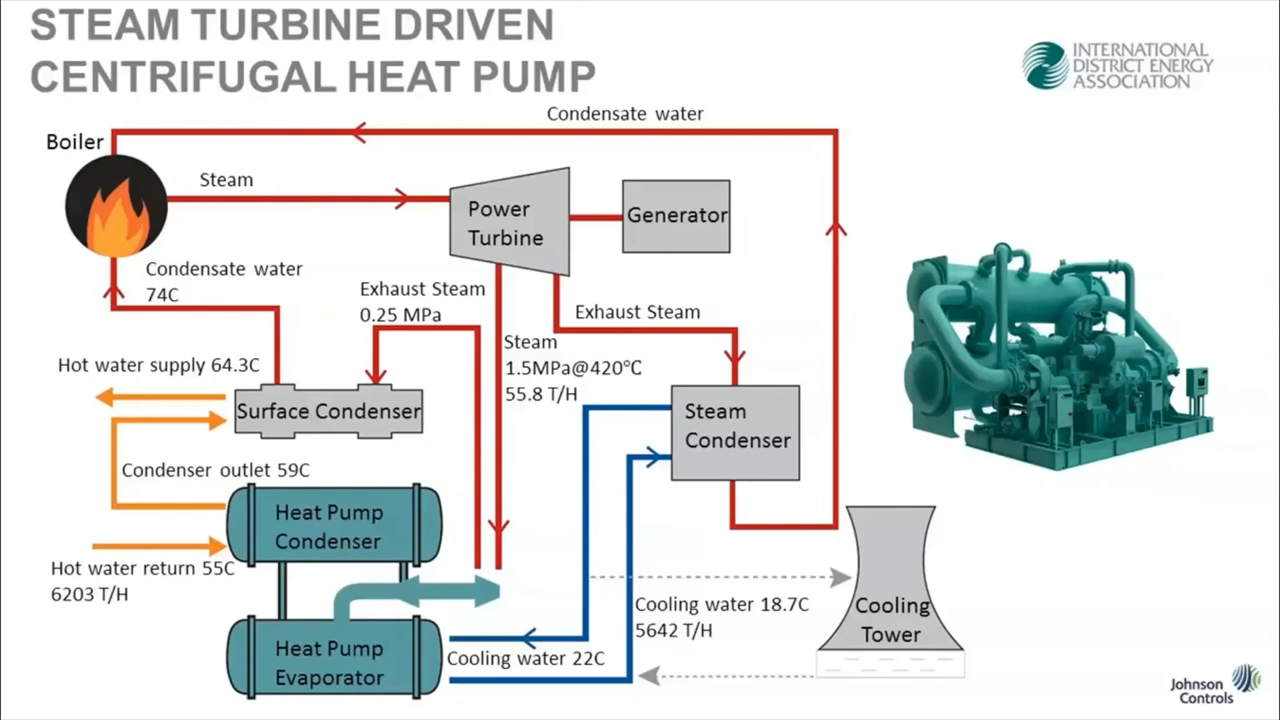 STEAM TURBINE DRIVEN
CENTRIFUGAL HEAT PUMP
INTERNATIONAL
DISTRICT ENERGY
ASSOCIATION
Condensate water
Boiler
Steam
Power
Turbine
Generator
Condensate water
74C
Exhaust Steam
0.25 MPa
Exhaust Steam
Steam
1.5MPa@420℃
55.8 T/H
Hot water supply 64.3C
Surface Condenser
Steam
Condenser
Condenser outlet 59C
Heat Pump
Condenser
Hot water return 55C
6203 T/H
Cooling water 18.7C
5642 T/H
Cooling
Tower
Heat Pump
Evaporator
Cooling water 22C
Johnson
Controls